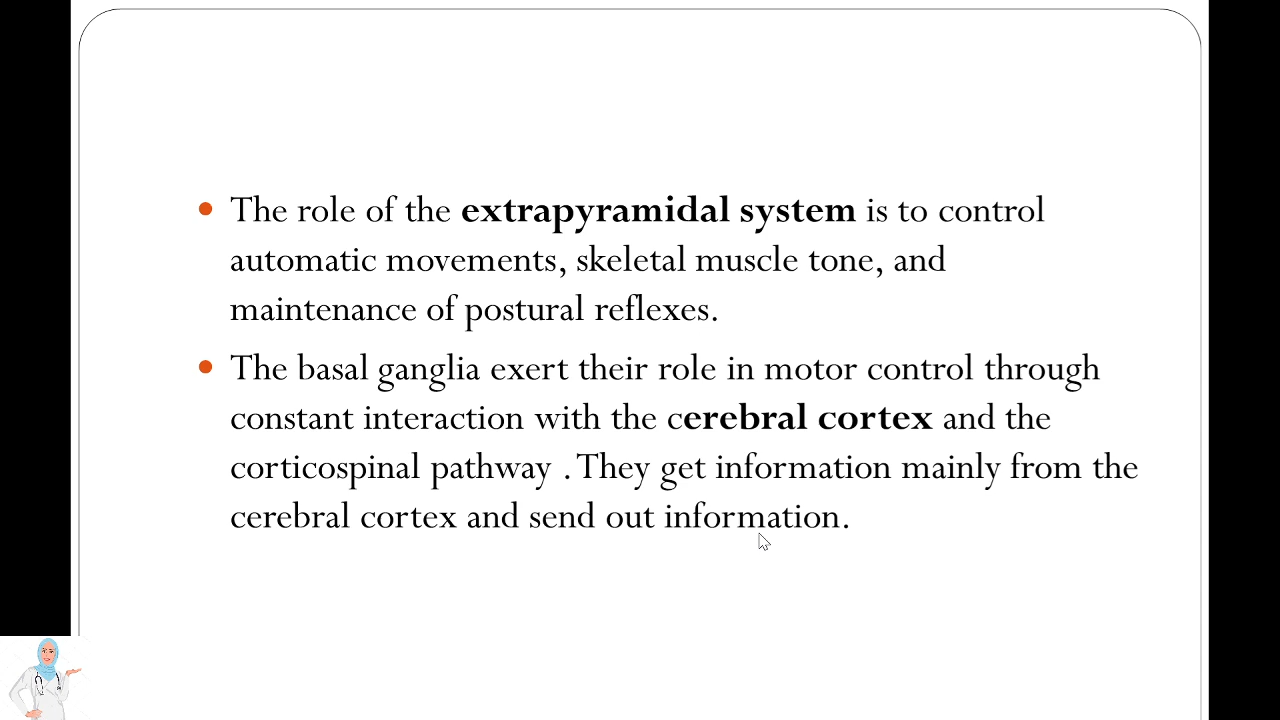 The role of the extrapyramidal system is to control
automatic movements, skeletal muscle tone, and
maintenance of postural reflexes.
The basal ganglia exert their role in motor control through
constant interaction with the cerebral cortex and the
corticospinal pathway . They get information mainly from the
cerebral cortex and send out information.